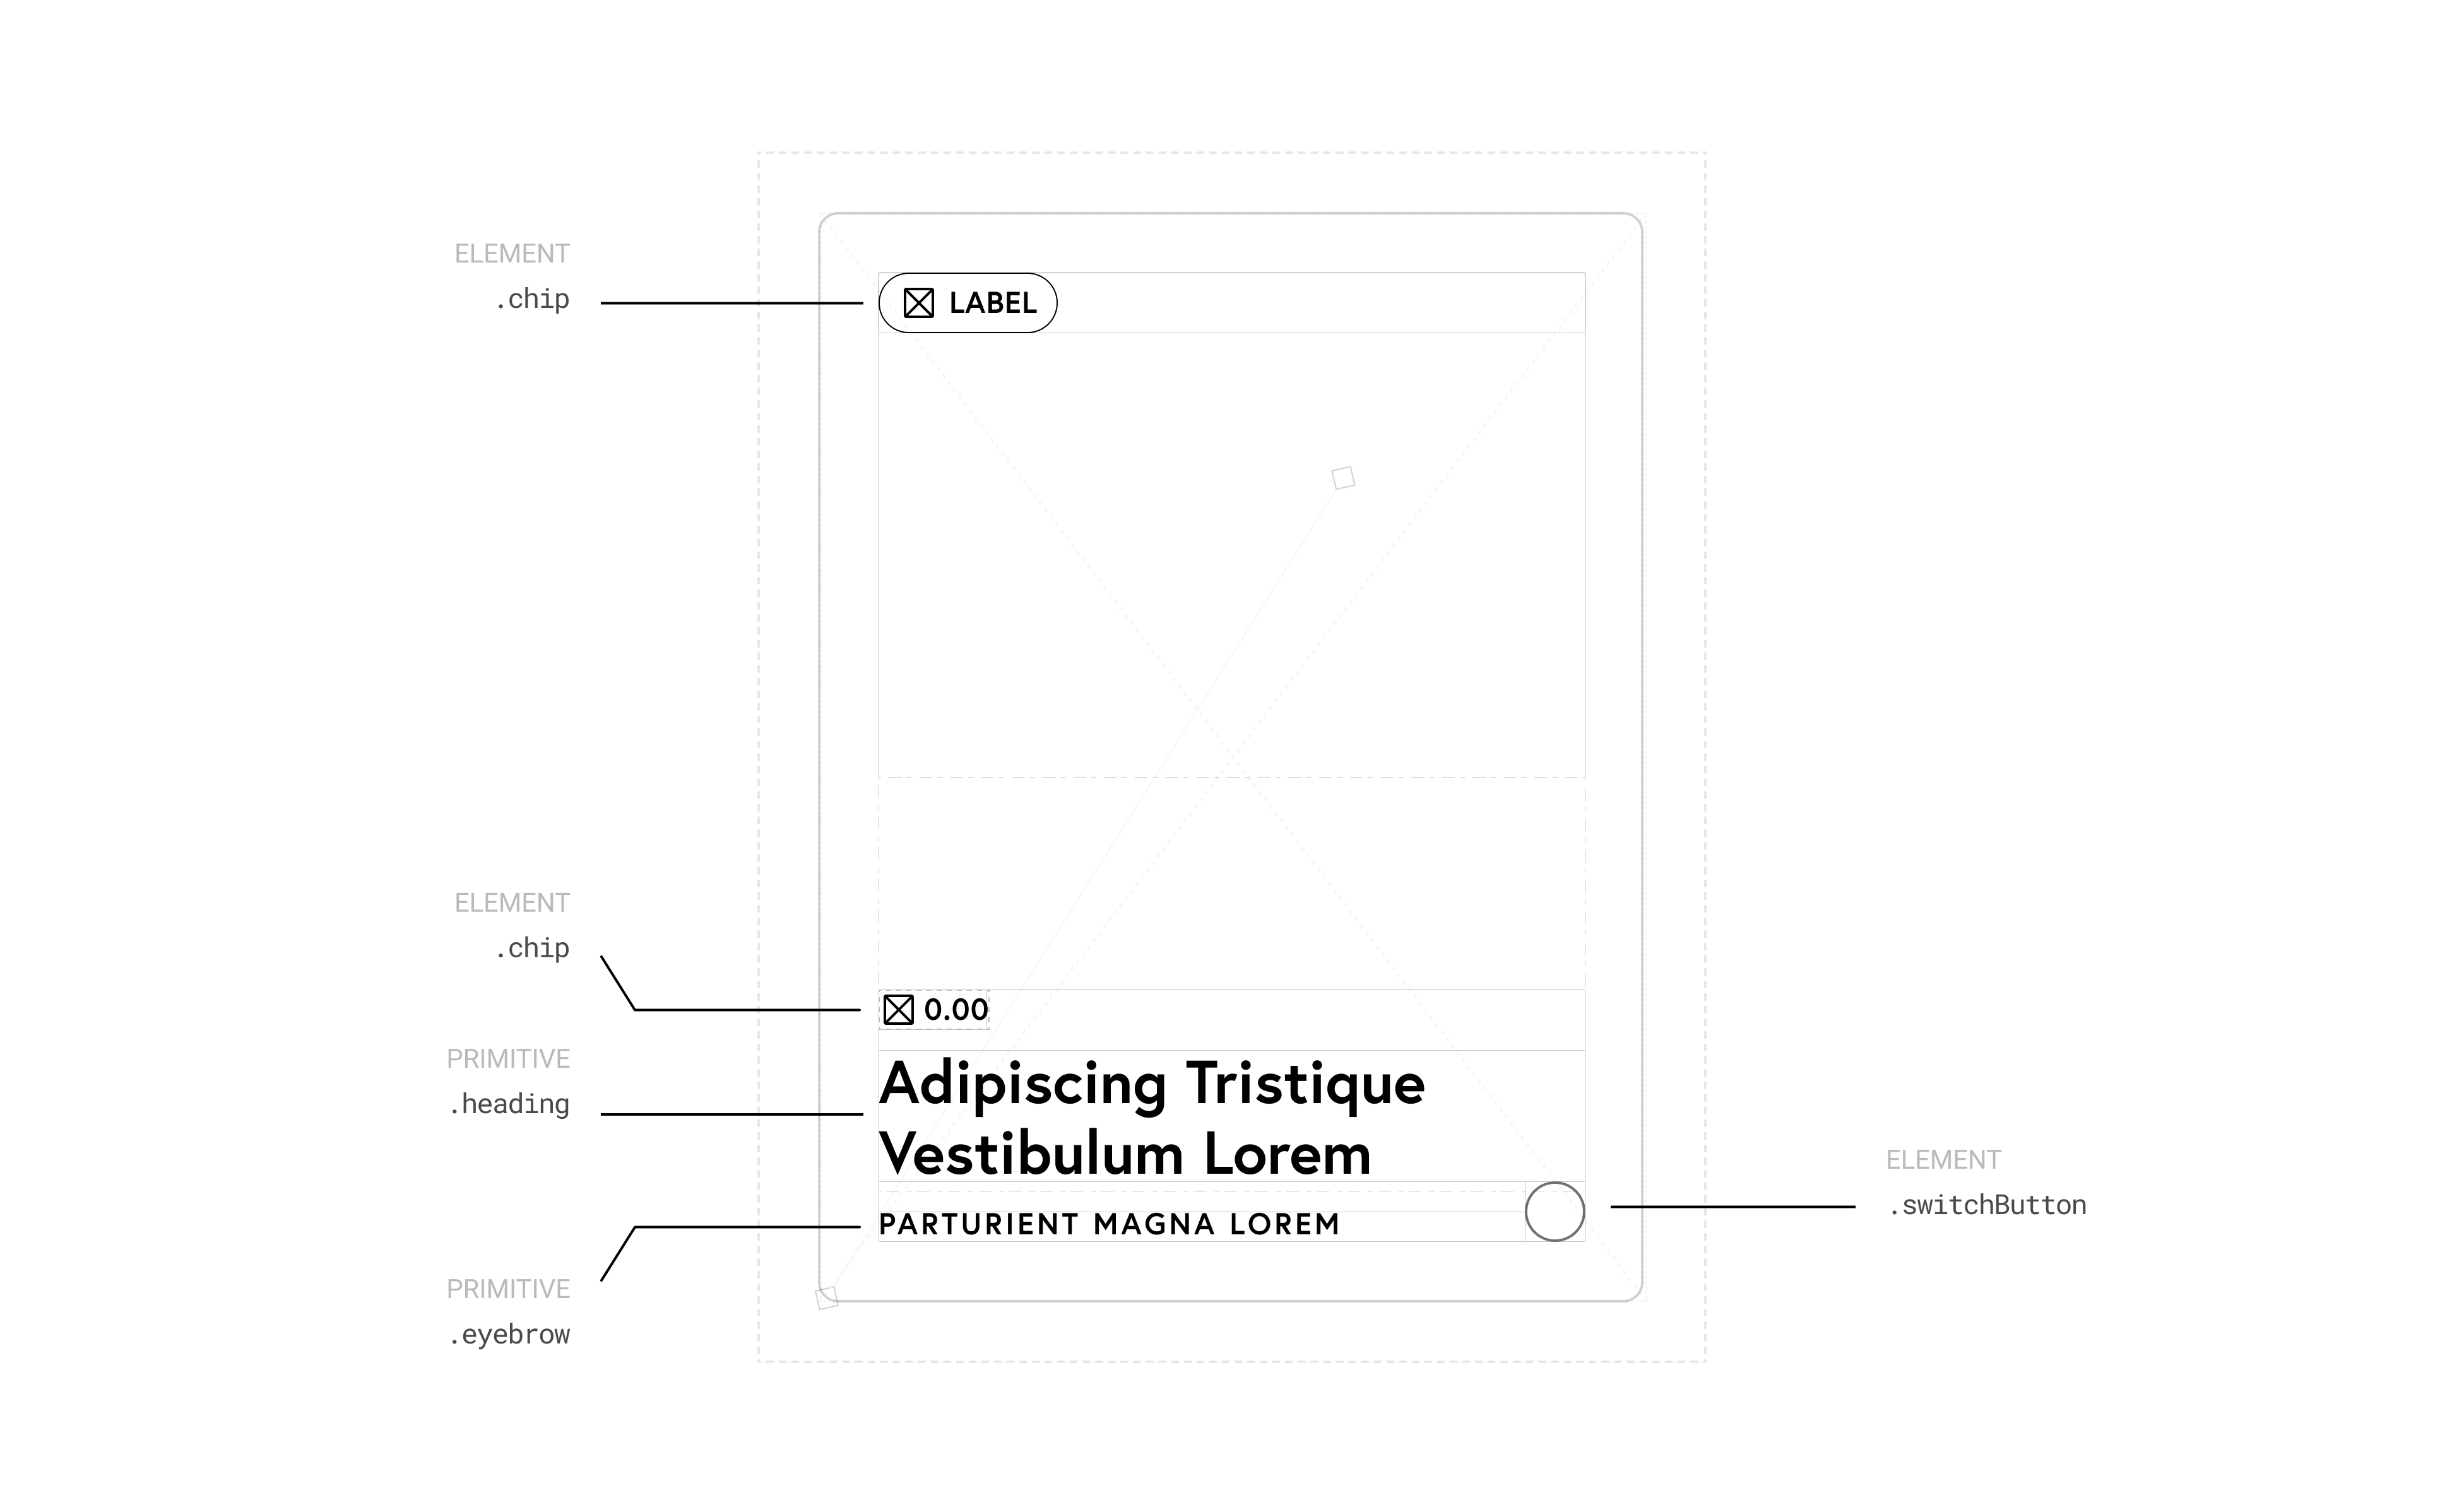 ELEMENT
.chip
LABEL
ELEMENT
.chip
0.00
PRIMITIVE
.heading
Adipiscing Tristique
Vestibulum Lorem
ELEMENT
.switchButton
PARTURIENT MAGNA LOREM
PRIMITIVE
.eyebrow